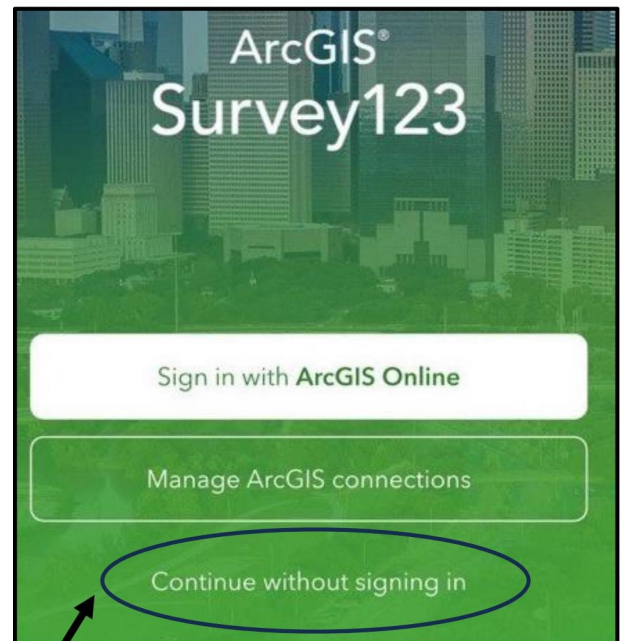 ArcGIS®
Survey123
Sign in with ArcGIS Online
Manage ArcGIS connections
Continue without signing in